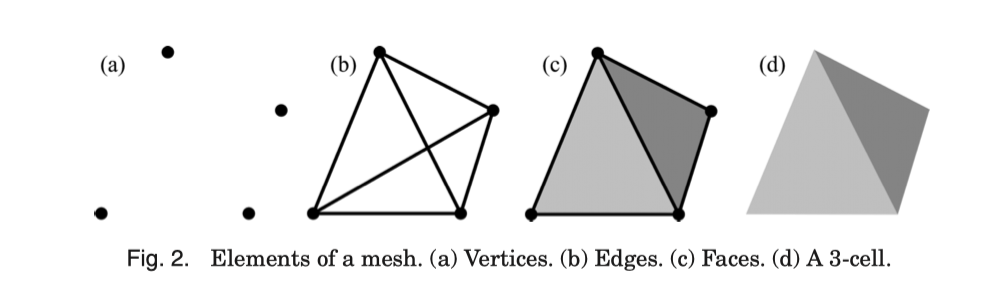 (a) (b) (c) (d)
Fig. 2. Elements of a mesh. (a) Vertices. (b) Edges. (c) Faces. (d) A 3-cell.